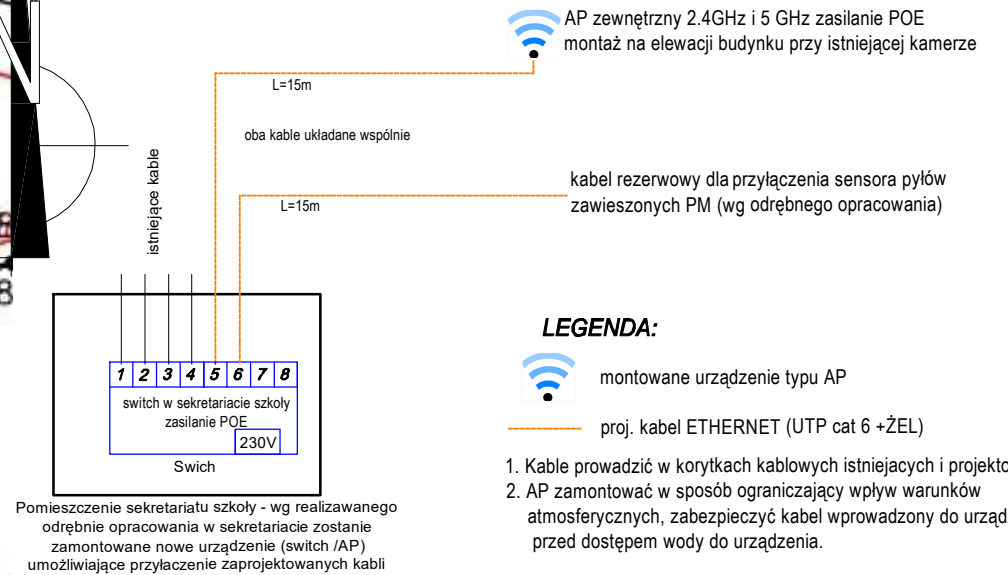 AP zewnętrzny 2.4GHz i 5 GHz zasilanie POE
montaż na elewacji budynku przy istniejącej kamerze
L=15m
oba kable układane wspólnie
istniejące kable
kabel rezerwowy dla przyłączenia sensora pyłów
zawieszonych PM (wg odrębnego opracowania)
L=15m
1 2 3 4 5 6 7 8
switch w sekretariacie szkoły
zasilanie POE
230V
Swich
Pomieszczenie sekretariatu szkoły - wg realizawanego
odrębnie opracowania w sekretariacie zostanie
zamontowane nowe urządzenie (switch /AP)
umożliwiające przyłaczenie zaprojektowanych kabli
LEGENDA:
montowane urządzenie typu AP
proj. kabel ETHERNET (UTP cat 6 +ŻEL)
1. Kable prowadzić w korytkach kablowych istniejacych i projekto
2. AP zamontować w sposób ograniczający wpływ warunków
atmosferycznych, zabezpieczyć kabel wprowadzony do urząd
przed dostępem wody do urządzenia.